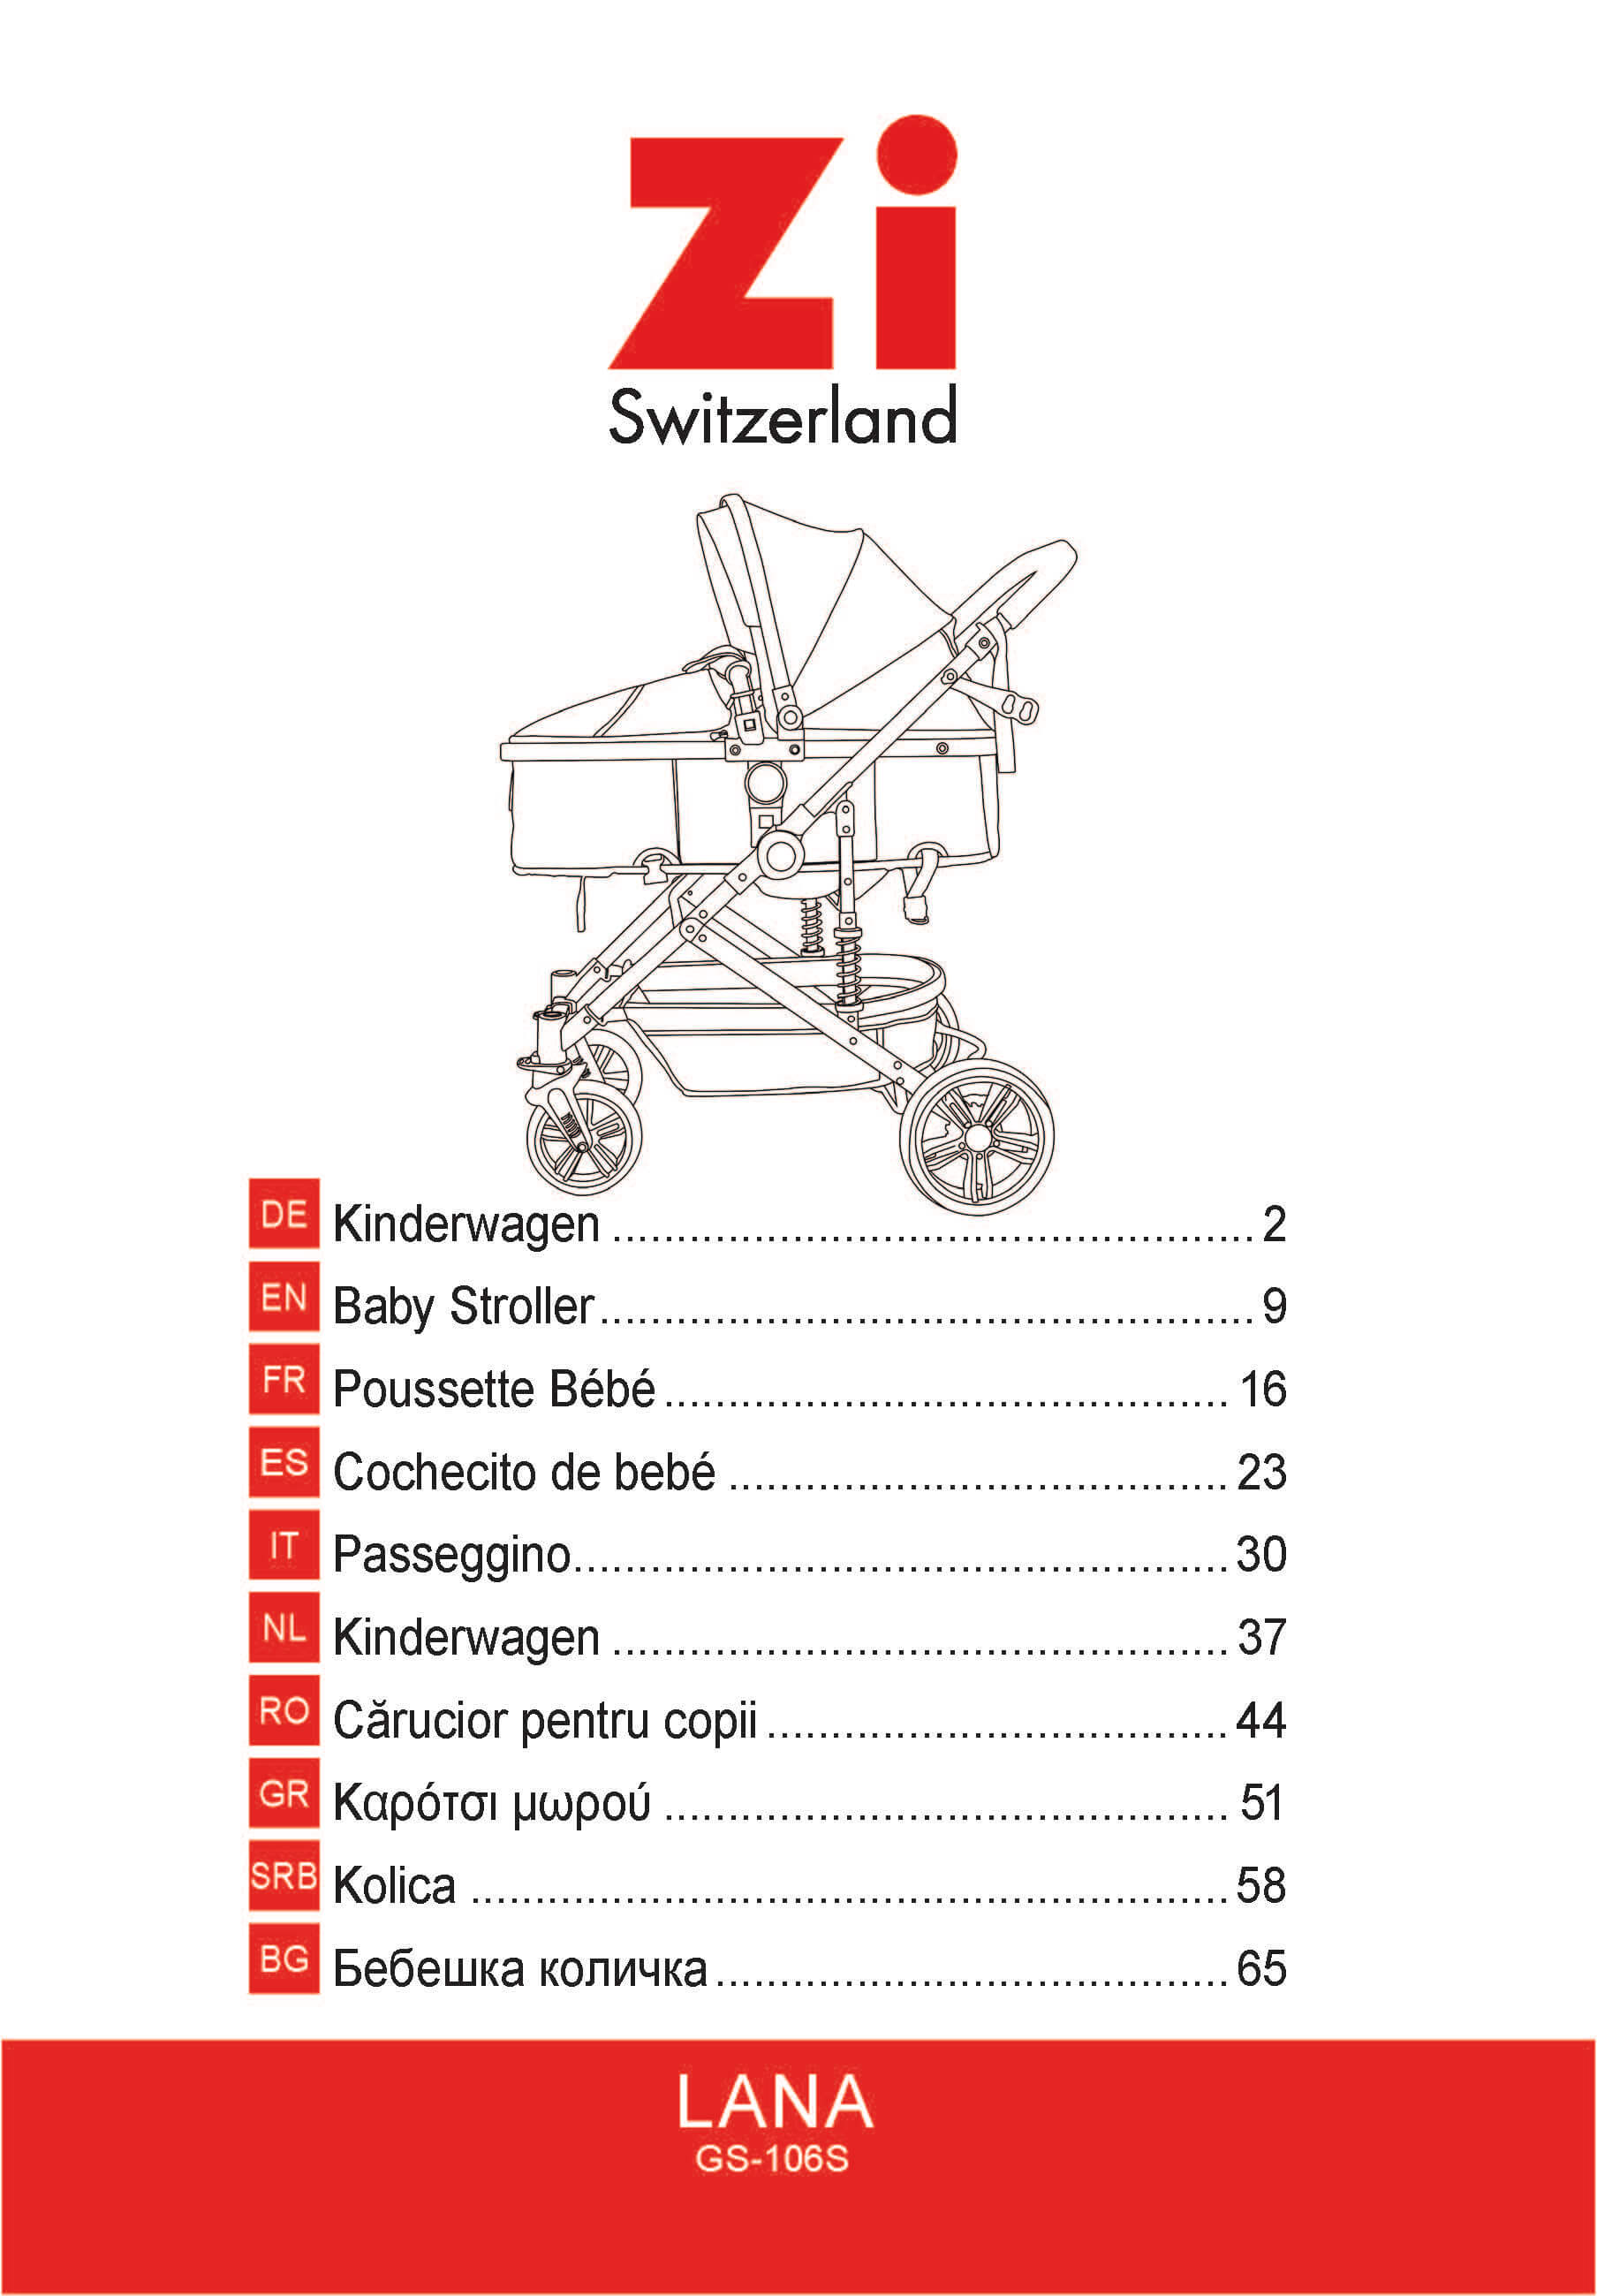 Zi
Switzerland
DE Kinderwagen .................................................. 2
EN Baby Stroller ................................................... 9
FR Poussette Bébé ............................................ 16
ES Cochecito de bebé ....................................... 23
IT Passeggino................................................... 30
NL Kinderwagen ................................................ 37
RO Cărucior pentru copii .................................... 44
GR Καρότσι μωρού ............................................ 51
SRB Kolica ........................................................... 58
BG Бебешка количка ........................................ 65
LANA
GS-106S